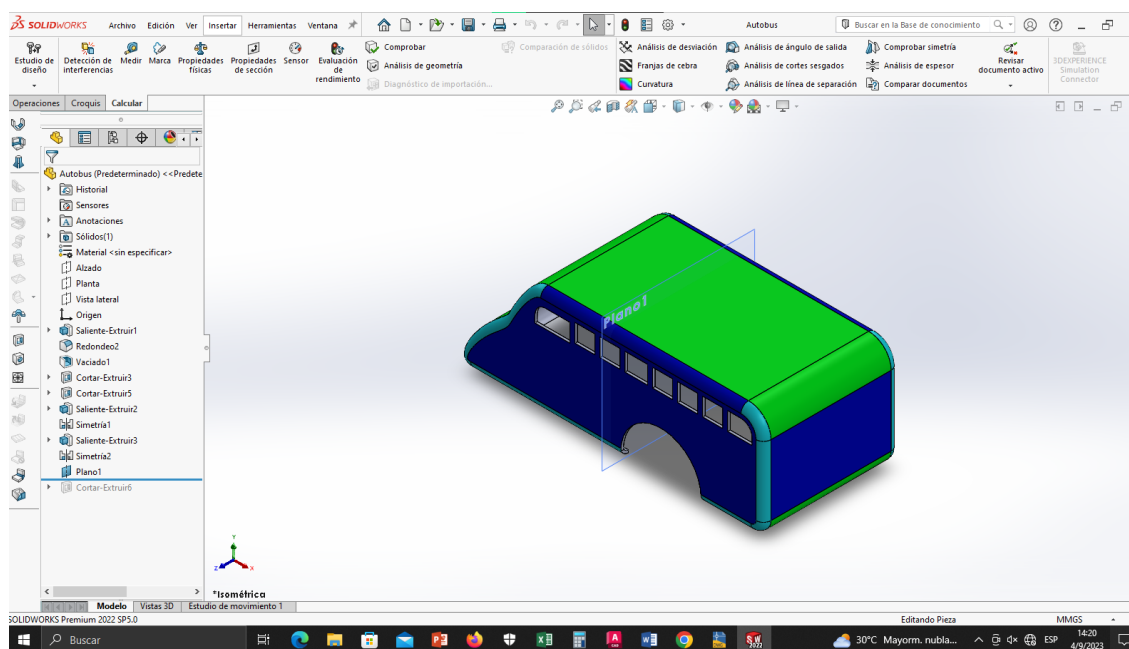 SOLIDWORKS Archivo Edición Ver Insertar Herramientas Ventana Autobus Buscar en la Base de conocimiento
Estudio de diseño
Detección de interferencias
Medir
Marca
Propiedades físicas
Propiedades de sección
Sensor
Evaluación de rendimiento
Comprobar
Análisis de geometría
Diagnóstico de importación...
Comparación de sólidos
Análisis de desviación
Franjas de cebra
Curvatura
Análisis de ángulo de salida
Análisis de cortes sesgados
Análisis de línea de separación
Comprobar simetría
Análisis de espesor
Comparar documentos
Revisar documento activo
3DEXPERIENCE Simulation Connector
Operaciones Croquis Calcular
Autobus (Predeterminado) <<Predete
Historial
Sensores
Anotaciones
Sólidos(1)
Material <sin especificar>
Alzado
Planta
Vista lateral
Origen
Saliente-Extruir1
Redondeo2
Vaciado1
Cortar-Extruir3
Cortar-Extruir5
Saliente-Extruir2
Simetría1
Saliente-Extruir3
Simetría2
Plano1
Cortar-Extruir6
Plano1
Y
Z
X
*Isométrica
Modelo Vistas 3D Estudio de movimiento 1
SOLIDWORKS Premium 2022 SP5.0 Editando Pieza MMGS
Buscar 30°C Mayorm. nubla... ESP 14:20
4/9/2023